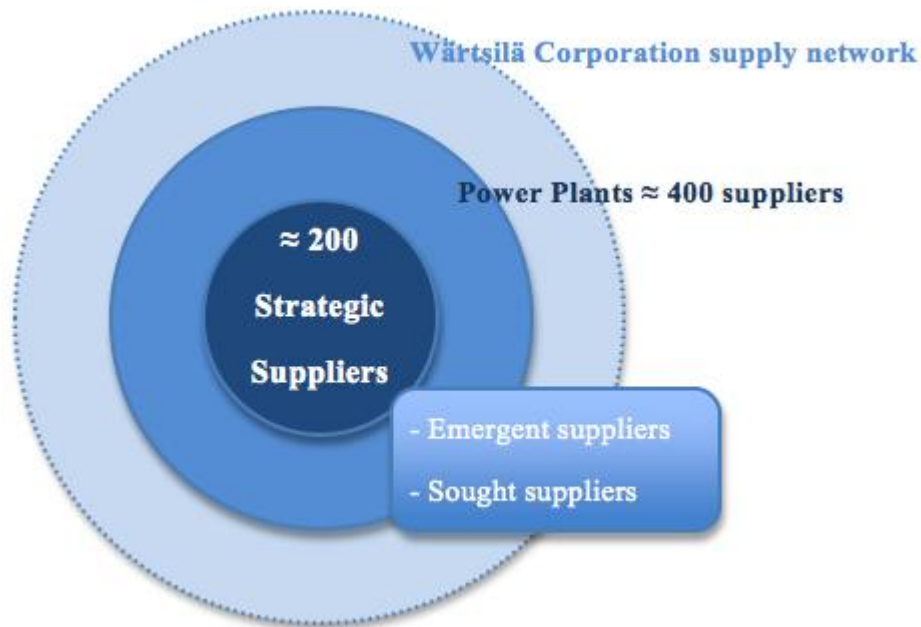 Wärtsilä Corporation supply network
Power Plants ≈ 400 suppliers
≈ 200
Strategic
Suppliers
- Emergent suppliers
- Sought suppliers